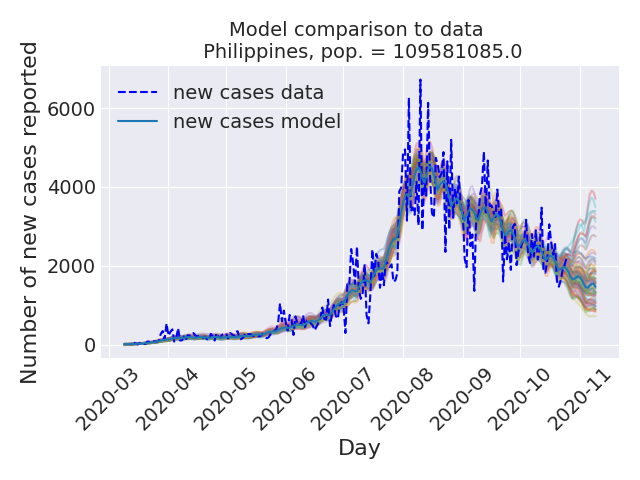 Model comparison to data
Philippines, pop. = 109581085.0
Number of new cases reported
6000
4000
2000
0
new cases data
new cases model
2020-03
2020-04
2020-05
2020-06
2020-07
2020-08
2020-09
2020-10
2020-11
Day